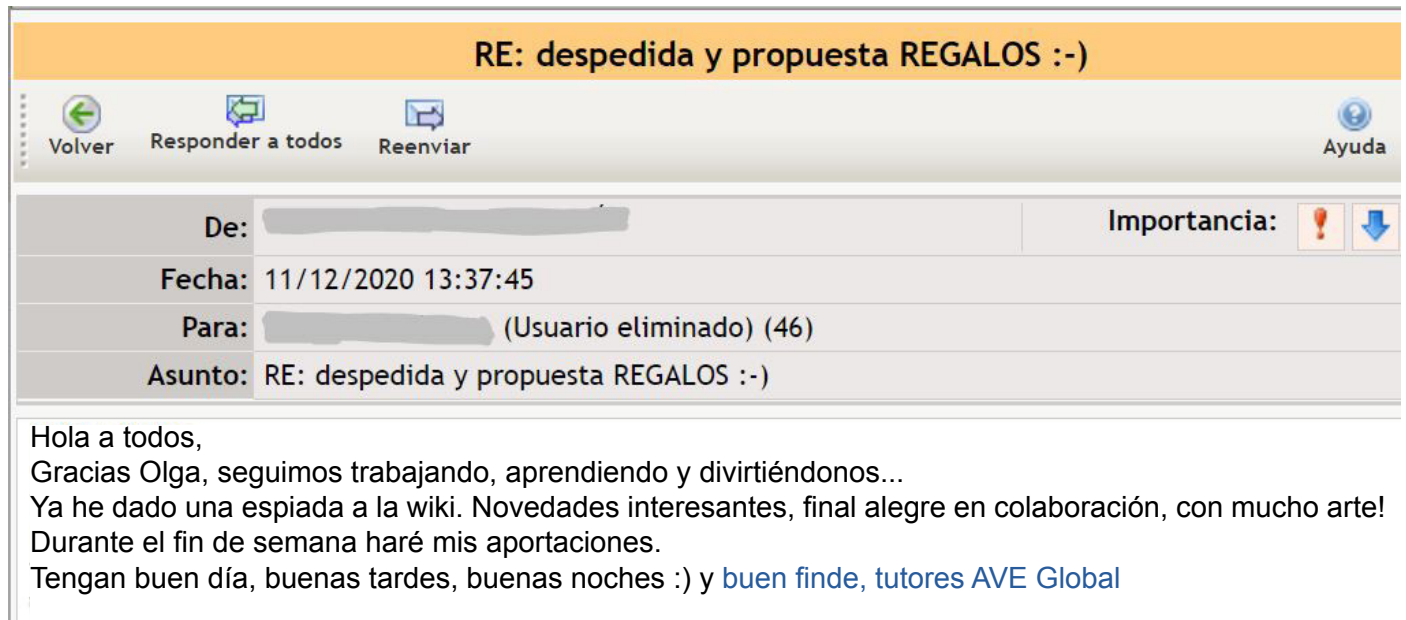 RE: despedida y propuesta REGALOS :-)
Volver Responder a todos Reenviar Ayuda
De: Importancia:
Fecha: 11/12/2020 13:37:45
Para: (Usuario eliminado) (46)
Asunto: RE: despedida y propuesta REGALOS :-)
Hola a todos,
Gracias Olga, seguimos trabajando, aprendiendo y divirtiéndonos...
Ya he dado una espiada a la wiki. Novedades interesantes, final alegre en colaboración, con mucho arte!
Durante el fin de semana haré mis aportaciones.
Tengan buen día, buenas tardes, buenas noches :) y buen finde, tutores AVE Global